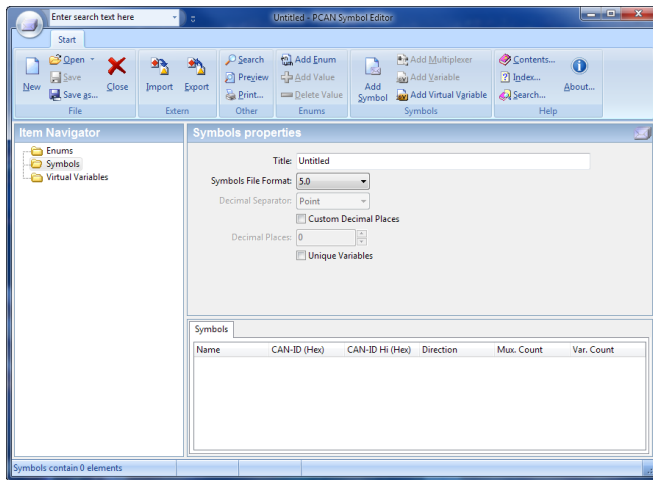 Enter search text here
Untitled - PCAN Symbol Editor
Start
New
Open
Save
Save as...
Close
File
Import
Export
Extern
Search
Preview
Print...
Other
Add Enum
Add Value
Delete Value
Enums
Add Symbol
Add Multiplexer
Add Variable
Add Virtual Variable
Symbols
Contents...
Index...
Search...
About...
Help
Item Navigator
Enums
Symbols
Virtual Variables
Symbols properties
Title: Untitled
Symbols File Format: 5.0
Decimal Separator: Point
Custom Decimal Places
Decimal Places: 0
Unique Variables
Symbols
Name CAN-ID (Hex) CAN-ID Hi (Hex) Direction Mux. Count Var. Count
Symbols contain 0 elements